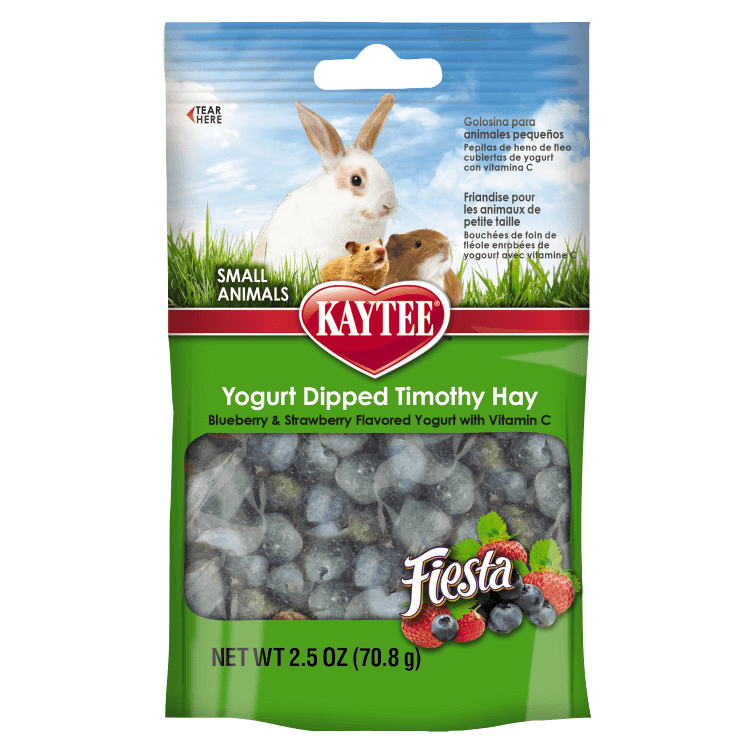 TEAR
HERE
Golosina para
animales pequeños
Pepitas de heno de fleo
cubiertas de yogurt
con vitamina C
Friandise pour
les animaux de
petite taille
Bouchées de foin de
fléole enrobées de
yogourt avec vitamine C
SMALL
ANIMALS
KAYTEE®
™
Yogurt Dipped Timothy Hay
Blueberry & Strawberry Flavored Yogurt with Vitamin C
Fiesta
NET WT 2.5 OZ (70.8 g)